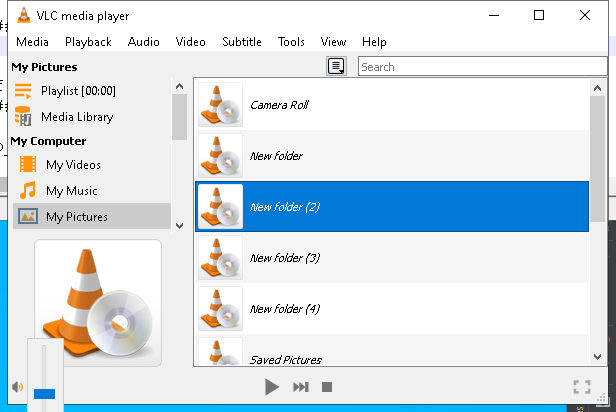 VLC media player
Media Playback Audio Video Subtitle Tools View Help
My Pictures
Search
Playlist [00:00]
Media Library
My Computer
My Videos
My Music
My Pictures
Camera Roll
New folder
New folder (2)
New folder (3)
New folder (4)
Saved Pictures